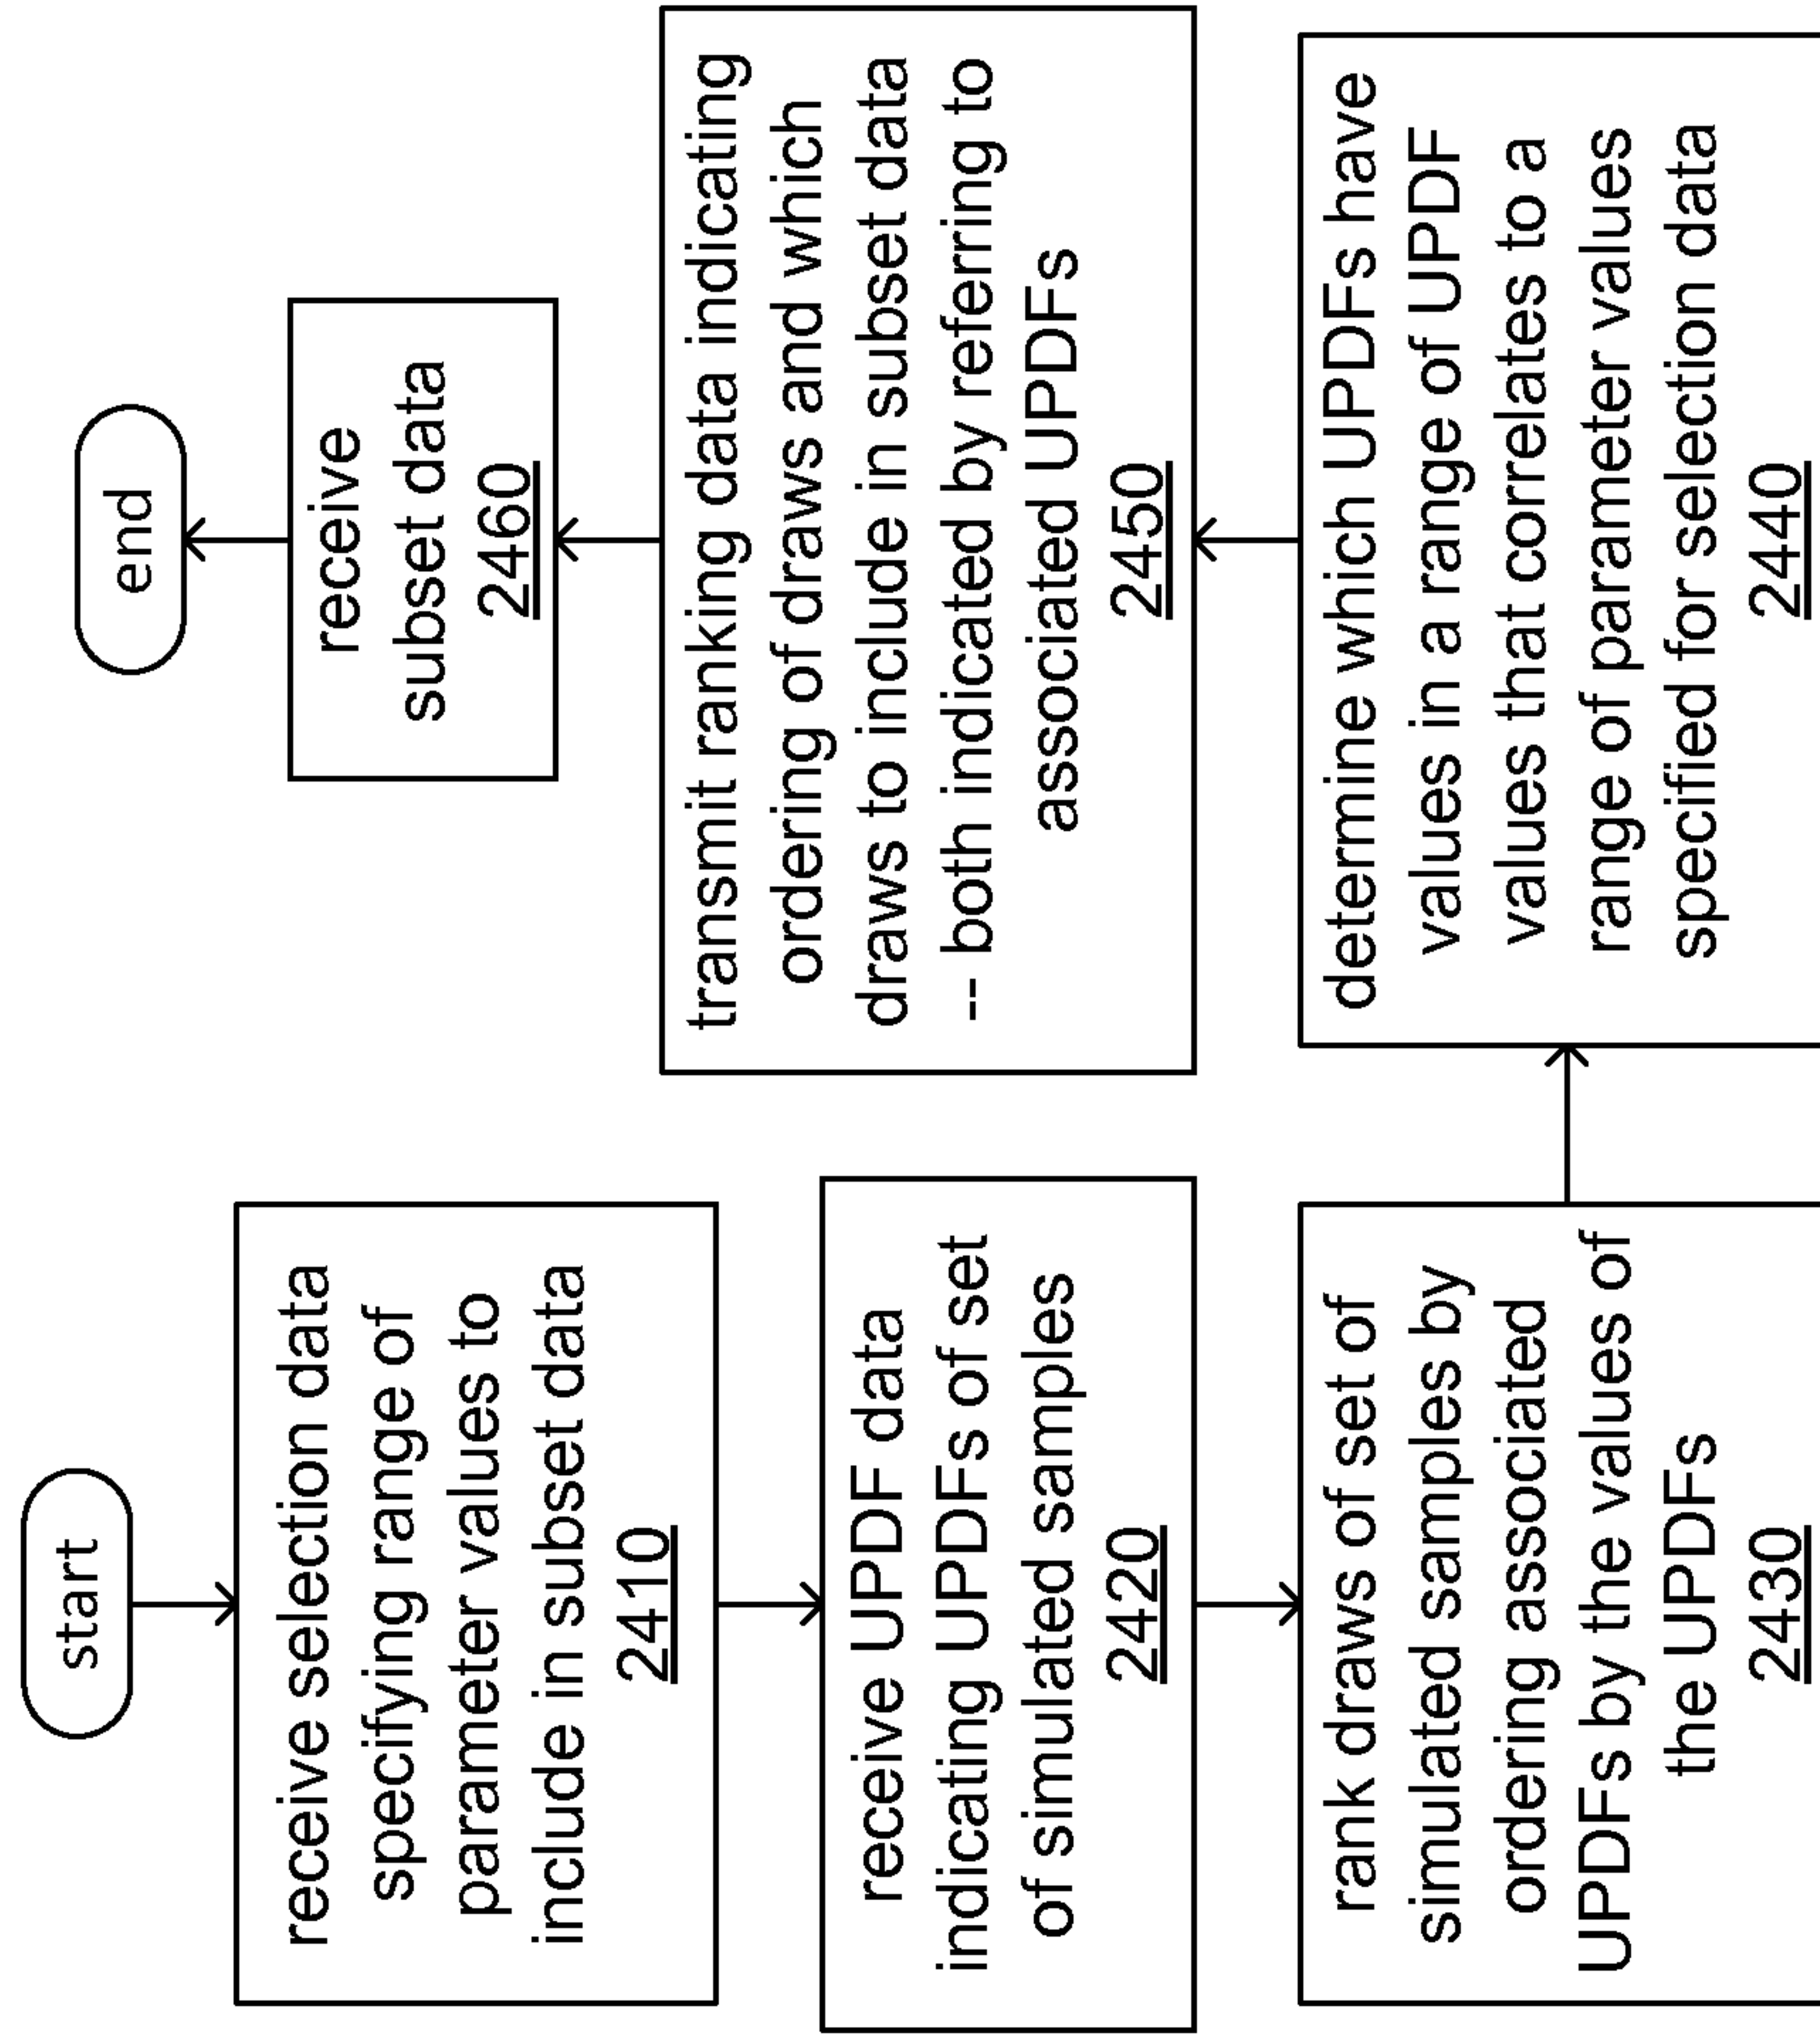 start
receive selection data
specifying range of
parameter values to
include in subset data
2410
receive UPDF data
indicating UPDFs of set
of simulated samples
2420
rank draws of set of
simulated samples by
ordering associated
UPDFs by the values of
the UPDFs
2430
determine which UPDFs have
values in a range of UPDF
values that correlates to a
range of parameter values
specified for selection data
2440
transmit ranking data indicating
ordering of draws and which
draws to include in subset data
-- both indicated by referring to
associated UPDFs
2450
receive
subset data
2460
end